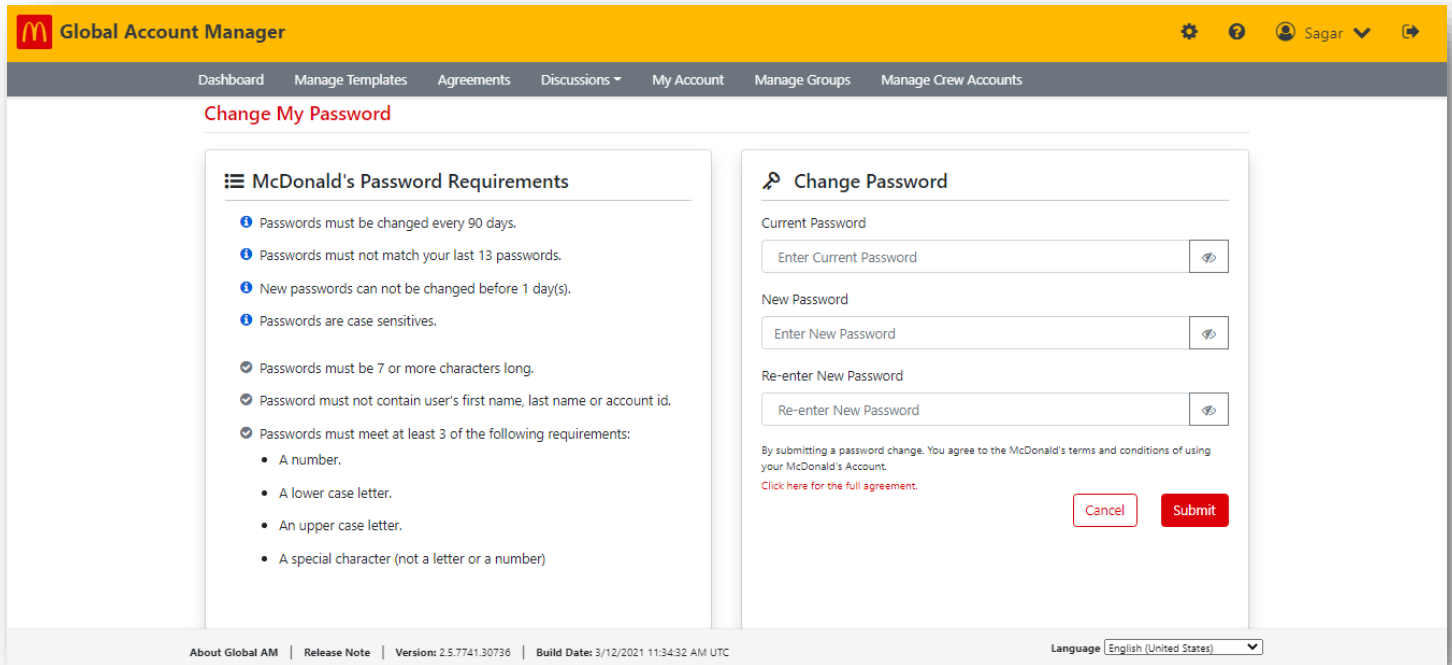 Global Account Manager
Sagar
Dashboard Manage Templates Agreements Discussions My Account Manage Groups Manage Crew Accounts
Change My Password
McDonald's Password Requirements
Passwords must be changed every 90 days.
Passwords must not match your last 13 passwords.
New passwords can not be changed before 1 day(s).
Passwords are case sensitives.
Passwords must be 7 or more characters long.
Password must not contain user's first name, last name or account id.
Passwords must meet at least 3 of the following requirements:
A number.
A lower case letter.
An upper case letter.
A special character (not a letter or a number)
Change Password
Current Password
Enter Current Password
New Password
Enter New Password
Re-enter New Password
Re-enter New Password
By submitting a password change. You agree to the McDonald's terms and conditions of using
your McDonald's Account.
Click here for the full agreement.
Cancel Submit
About Global AM | Release Note | Version: 2.5.7741.30736 | Build Date: 3/12/2021 11:34:32 AM UTC
Language English (United States)